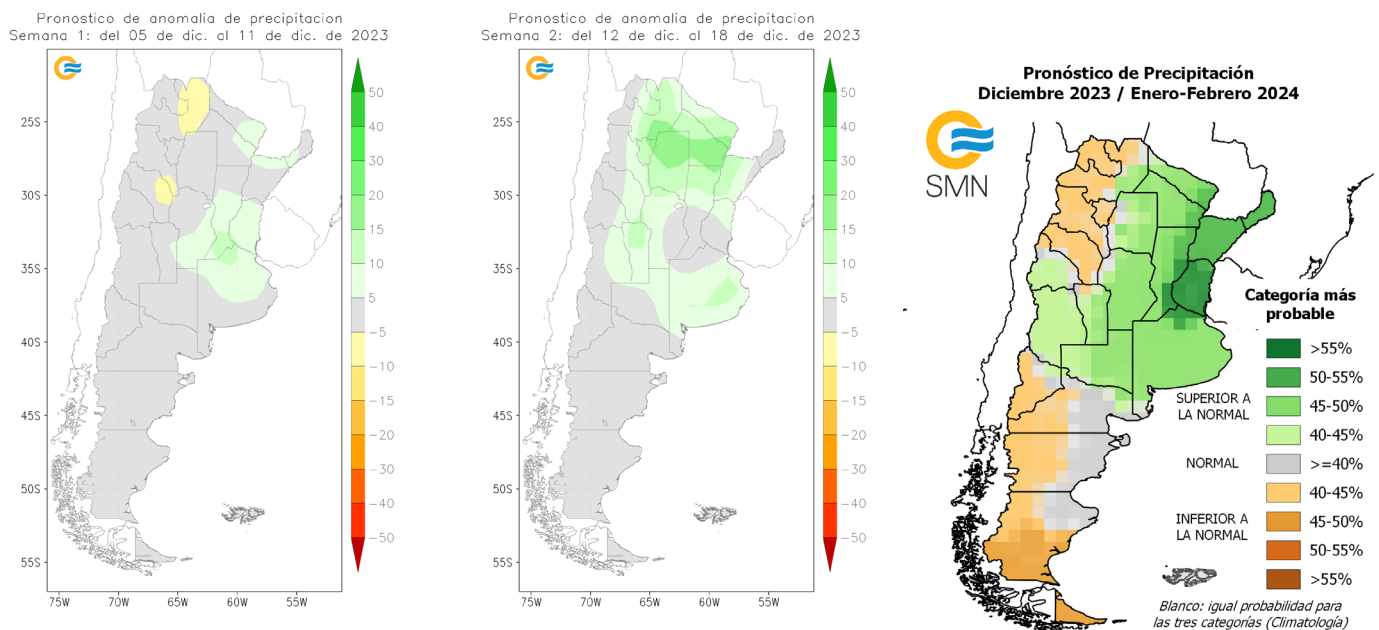 Pronostico de anomalia de precipitacion
Semana 1: del 05 de dic. al 11 de dic. de 2023
25S
30S
35S
40S
45S
50S
55S
75W
70W
65W
60W
55W
50
40
30
20
15
10
5
-5
-10
-15
-20
-30
-40
-50
Pronostico de anomalia de precipitacion
Semana 2: del 12 de dic. al 18 de dic. de 2023
25S
30S
35S
40S
45S
50S
55S
75W
70W
65W
60W
55W
50
40
30
20
15
10
5
-5
-10
-15
-20
-30
-40
-50
Pronóstico de Precipitación
Diciembre 2023 / Enero-Febrero 2024
SMN
Categoría más
probable
>55%
50-55%
SUPERIOR A
LA NORMAL
45-50%
40-45%
NORMAL
>=40%
40-45%
INFERIOR A
LA NORMAL
45-50%
50-55%
>55%
Blanco: igual probabilidad para
las tres categorías (Climatología)